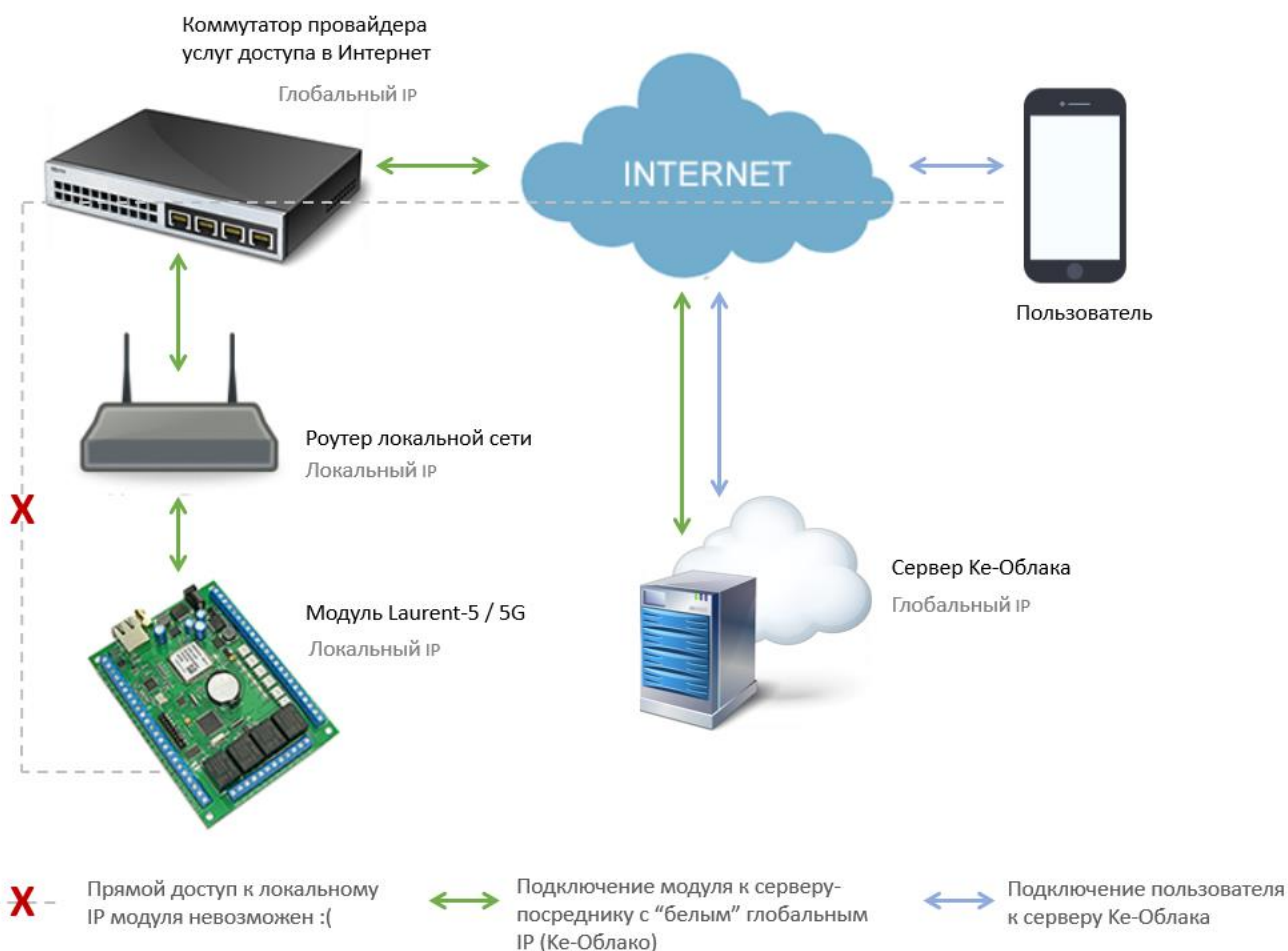 Коммутатор провайдера
услуг доступа в Интернет
Глобальный IP
INTERNET
Пользователь
Роутер локальной сети
Локальный IP
X
Модуль Laurent-5 / 5G
Локальный IP
Сервер Ке-Облака
Глобальный IP
X
Прямой доступ к локальному
IP модуля невозможен :(
Подключение модуля к серверу-
посреднику с “белым” глобальным
IP (Ке-Облако)
Подключение пользователя
к серверу Ке-Облака